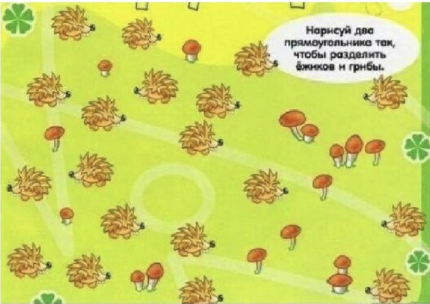 Нарисуй два
прямоугольника так,
чтобы разделить
ёжиков и грибы.